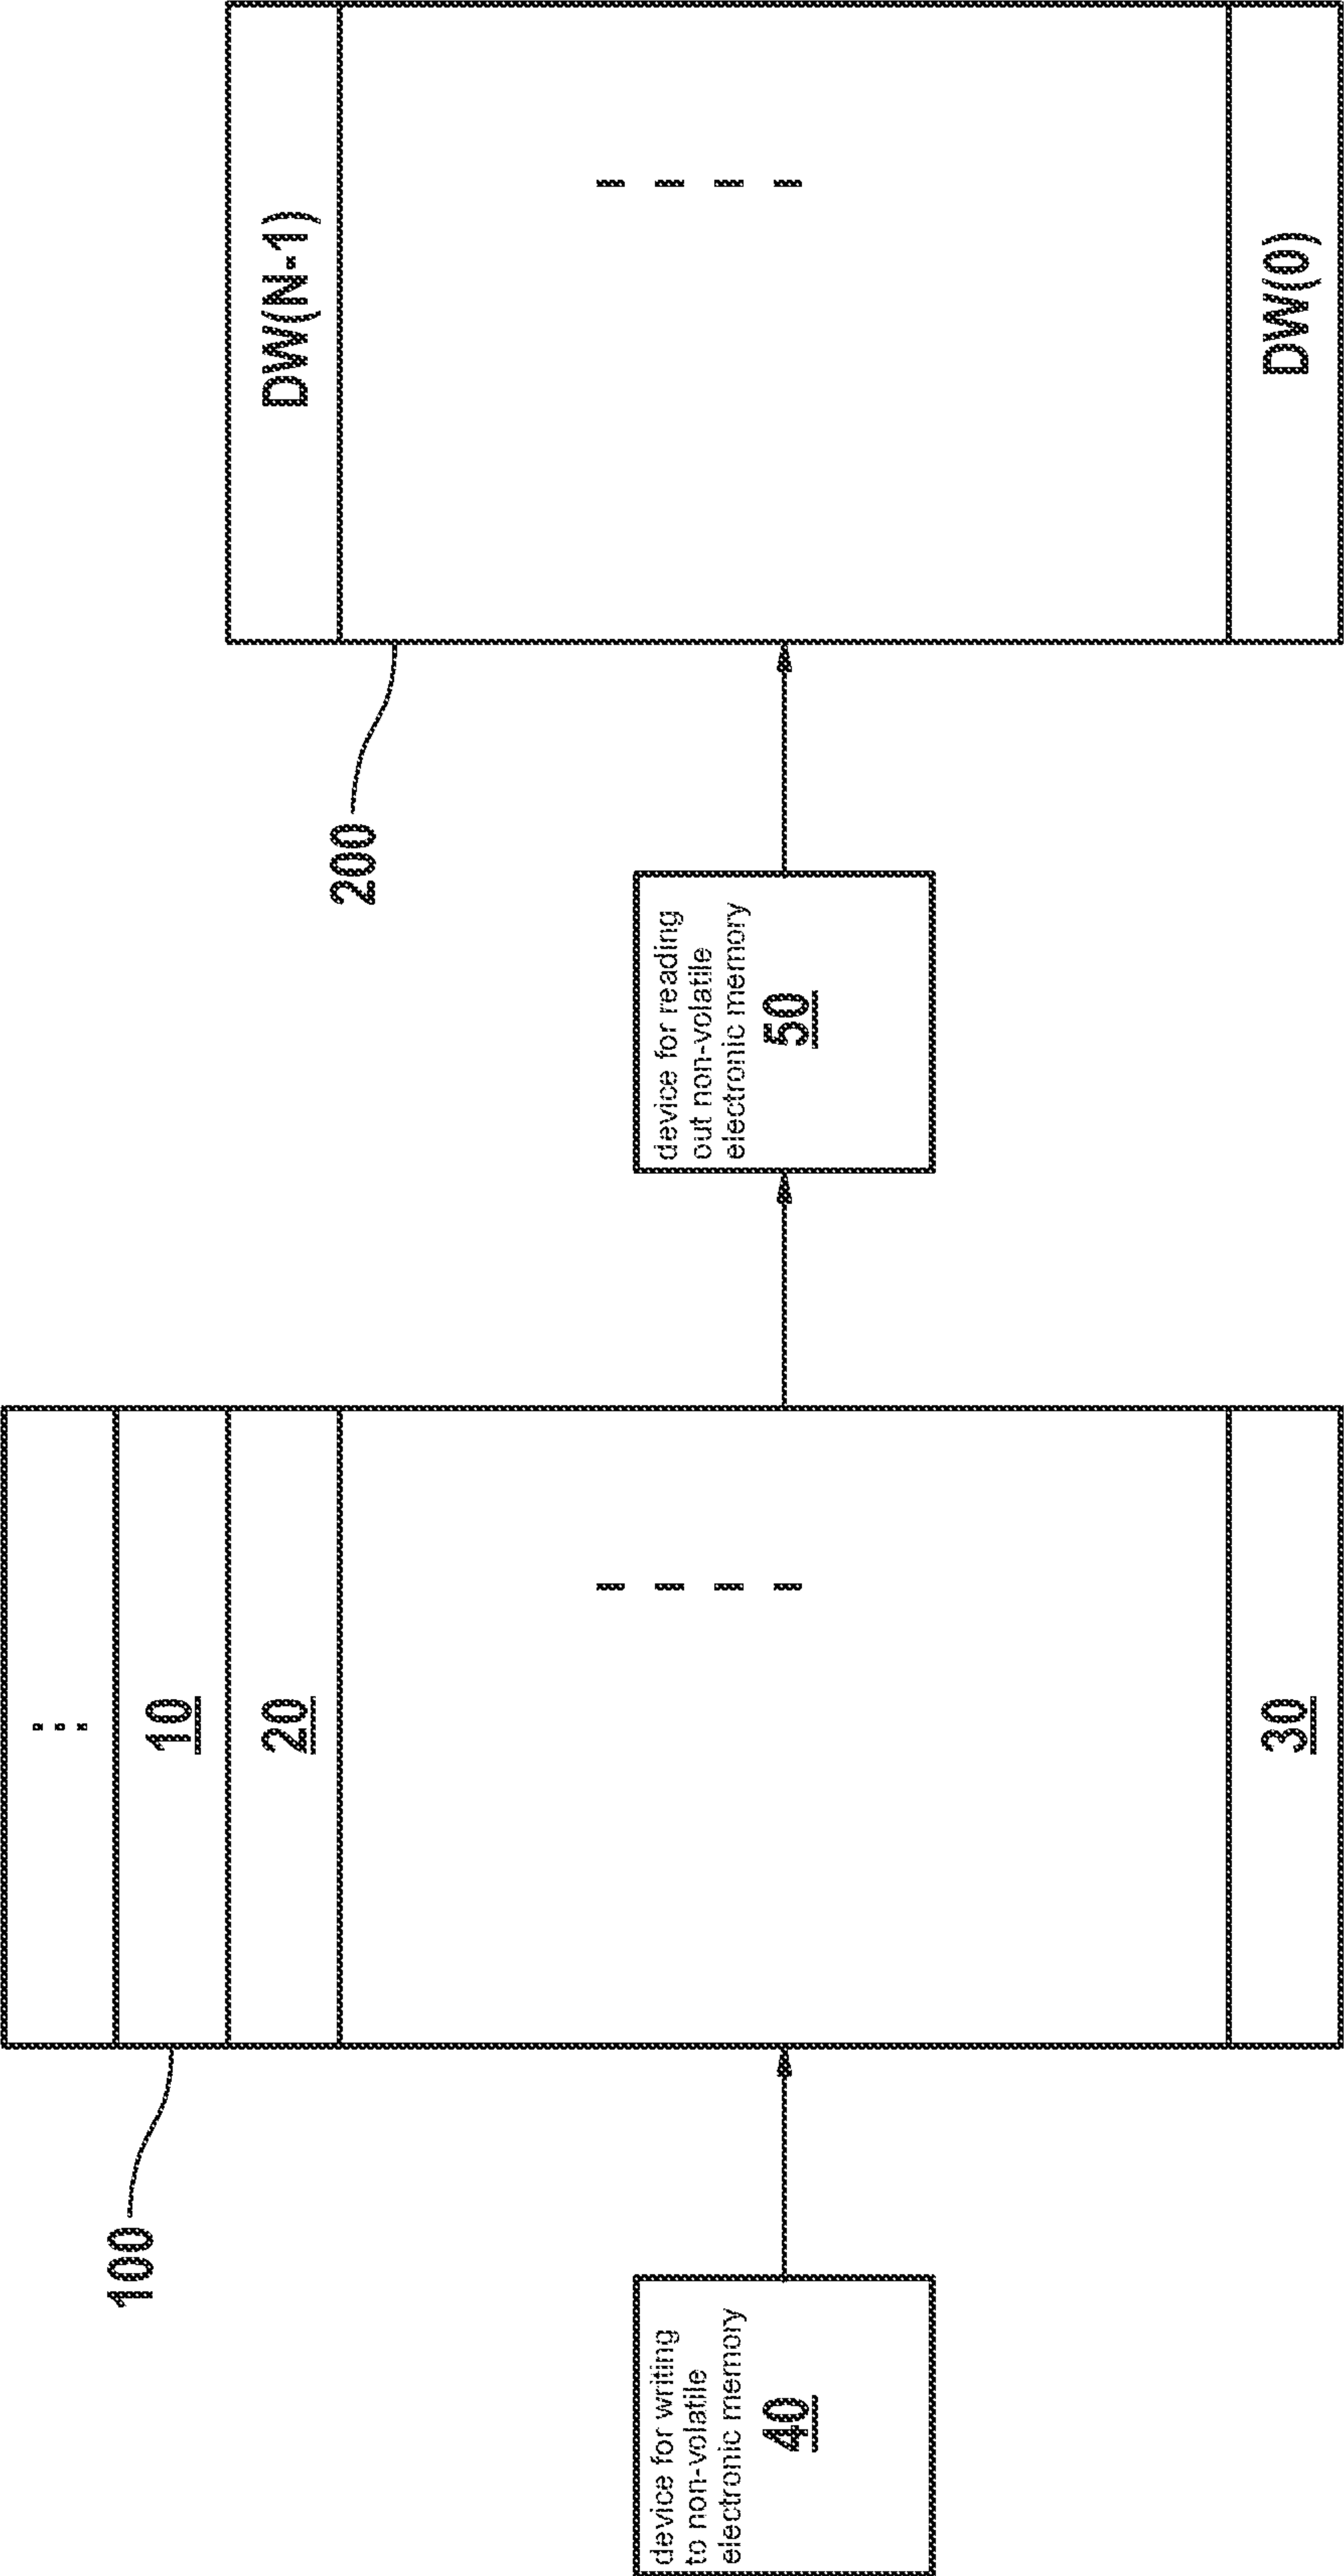 100
device for writing
to non-volatile
electronic memory
40
⋮
10
20
30
200
device for reading
out non-volatile
electronic memory
50
DW(N-1)
DW(0)